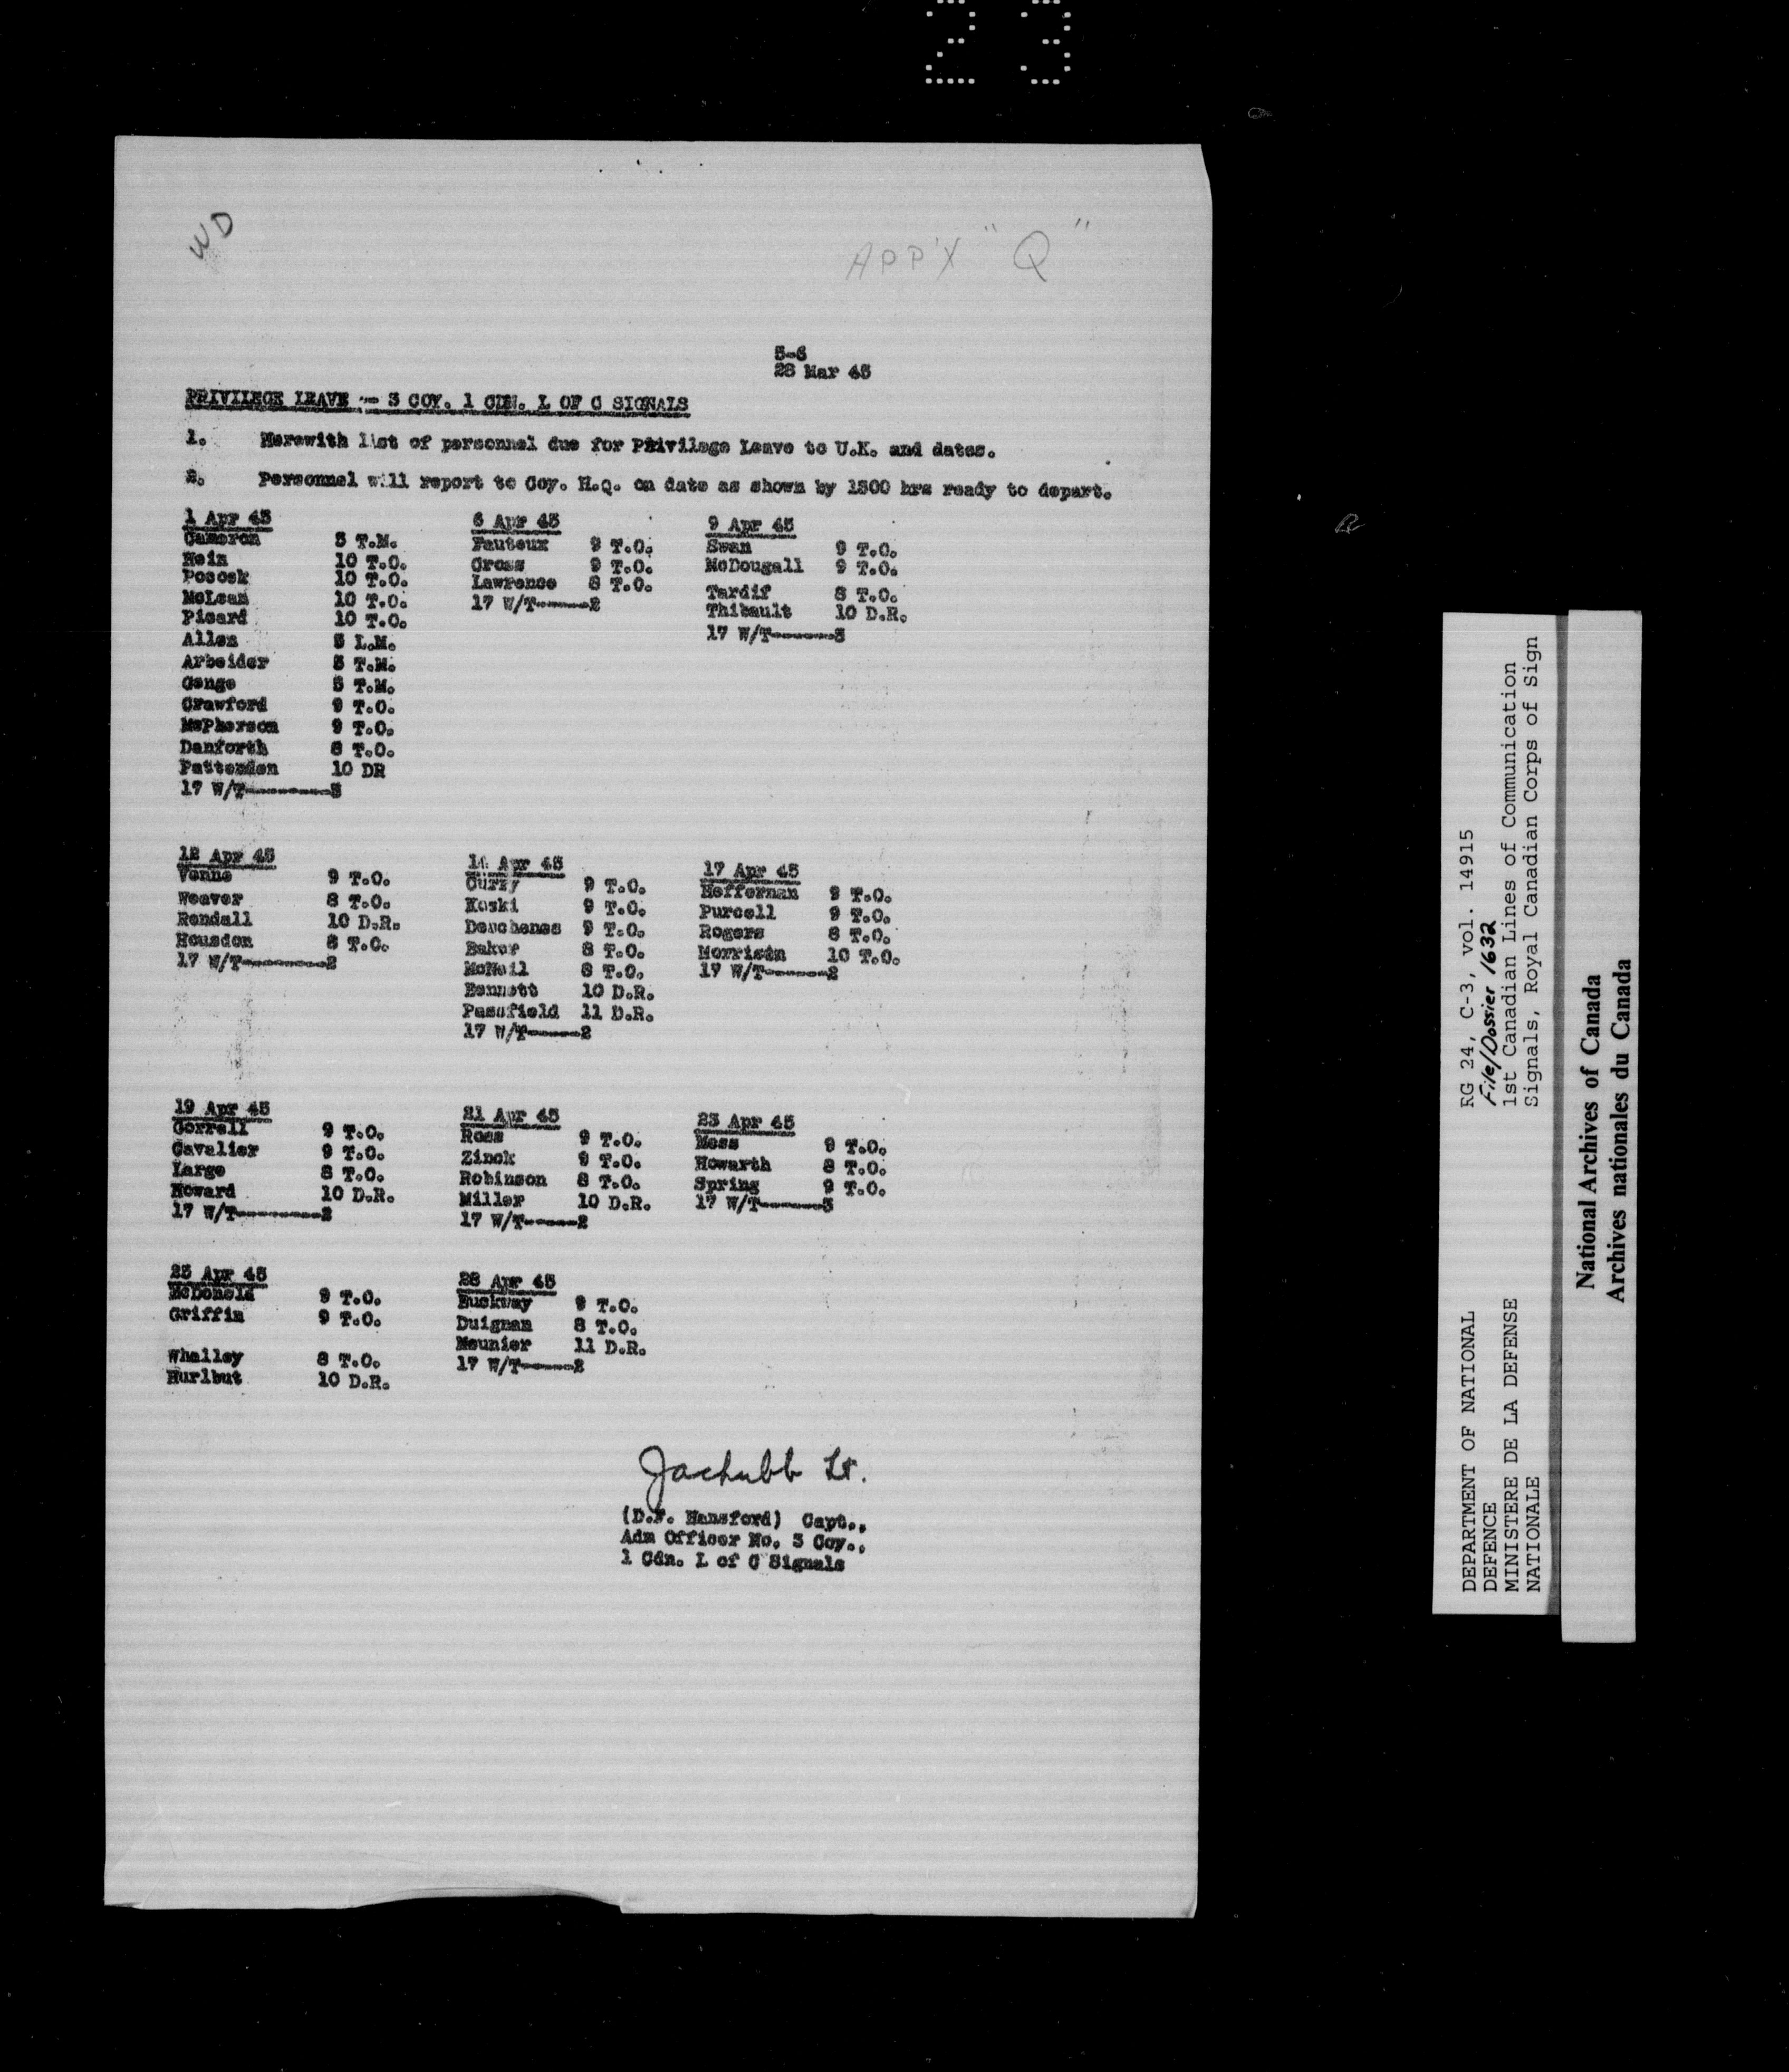 23
WD
APP'X "Q"
5-6
28 Mar 45
PRIVILEGE LEAVE :- 3 COY. 1 CDN. L OF C SIGNALS
1. Herewith list of personnel due for Privilege Leave to U.K. and dates.
2. Personnel will report to Coy. H.Q. on date as shown by 1300 hrs ready to depart.
1 Apr 45
Cameron 5 T.M.
Hein 10 T.O.
Pocock 10 T.O.
McLean 10 T.O.
Picard 10 T.O.
Allen 5 L.M.
Arbeider 5 T.M.
Genge 5 T.M.
Crawford 9 T.O.
McPherson 9 T.O.
Danforth 8 T.O.
Pattenden 10 DR
17 W/T----------3
6 Apr 45
Fauteux 9 T.O.
Gross 9 T.O.
Lawrence 8 T.O.
17 W/T------2
9 Apr 45
Swan 9 T.O.
McDougall 9 T.O.
Tardif 8 T.O.
Thibault 10 D.R.
17 W/T-------3
12 Apr 45
Venne 9 T.O.
Weaver 8 T.O.
Rendall 10 D.R.
Housdon 8 T.O.
17 W/T---------2
14 Apr 45
Curry 9 T.O.
Koski 9 T.O.
Deschenes 9 T.O.
Baker 8 T.O.
McNeil 8 T.O.
Bennett 10 D.R.
Passfield 11 D.R.
17 W/T------2
17 Apr 45
Heffernan 9 T.O.
Purcell 9 T.O.
Rogers 8 T.O.
Morrison 10 T.O.
17 W/T-------2
19 Apr 45
Gorrell 9 T.O.
Cavalier 9 T.O.
Large 8 T.O.
Howard 10 D.R.
17 W/T---------2
21 Apr 45
Ross 9 T.O.
Zinck 9 T.O.
Robinson 8 T.O.
Miller 10 D.R.
17 W/T------2
23 Apr 45
Moss 9 T.O.
Howarth 8 T.O.
Spring 9 T.O.
17 W/T-------3
25 Apr 45
McDonald 9 T.O.
Griffin 9 T.O.
Whalley 8 T.O.
Hurlbut 10 D.R.
28 Apr 45
Buckway 9 T.O.
Duignan 8 T.O.
Meunier 11 D.R.
17 W/T------2
Jachubb Lt.
(D.F. Hansford) Capt.,
Adm Officer No. 3 Coy.,
1 Cdn. L of C Signals
DEPARTMENT OF NATIONAL
DEFENCE
MINISTERE DE LA DEFENSE
NATIONALE
RG 24, C-3, vol. 14915
File/Dossier 1632
1st Canadian Lines of Communication
Signals, Royal Canadian Corps of Sign
National Archives of Canada
Archives nationales du Canada